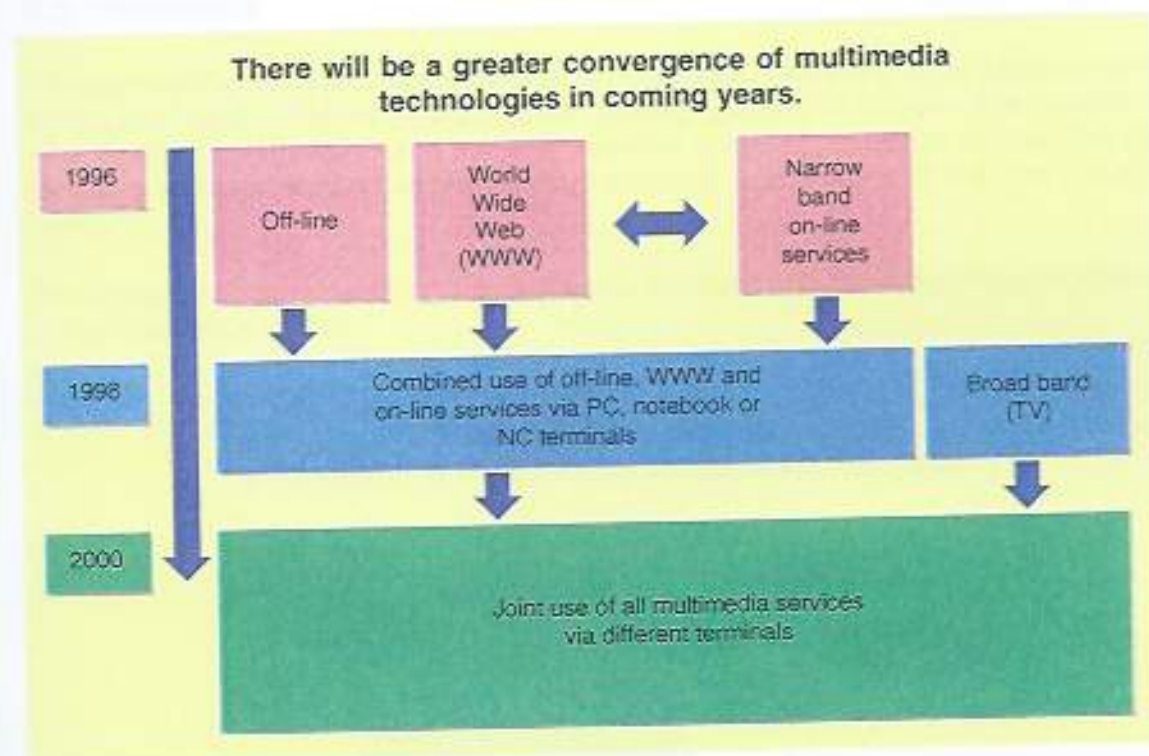 There will be a greater convergence of multimedia
technologies in coming years.
1996
Off-line
World
Wide
Web
(WWW)
Narrow
band
on-line
services
1998
Combined use of off-line, WWW and
on-line services via PC, notebook or
NC terminals
Broad band
(TV)
2000
Joint use of all multimedia services
via different terminals